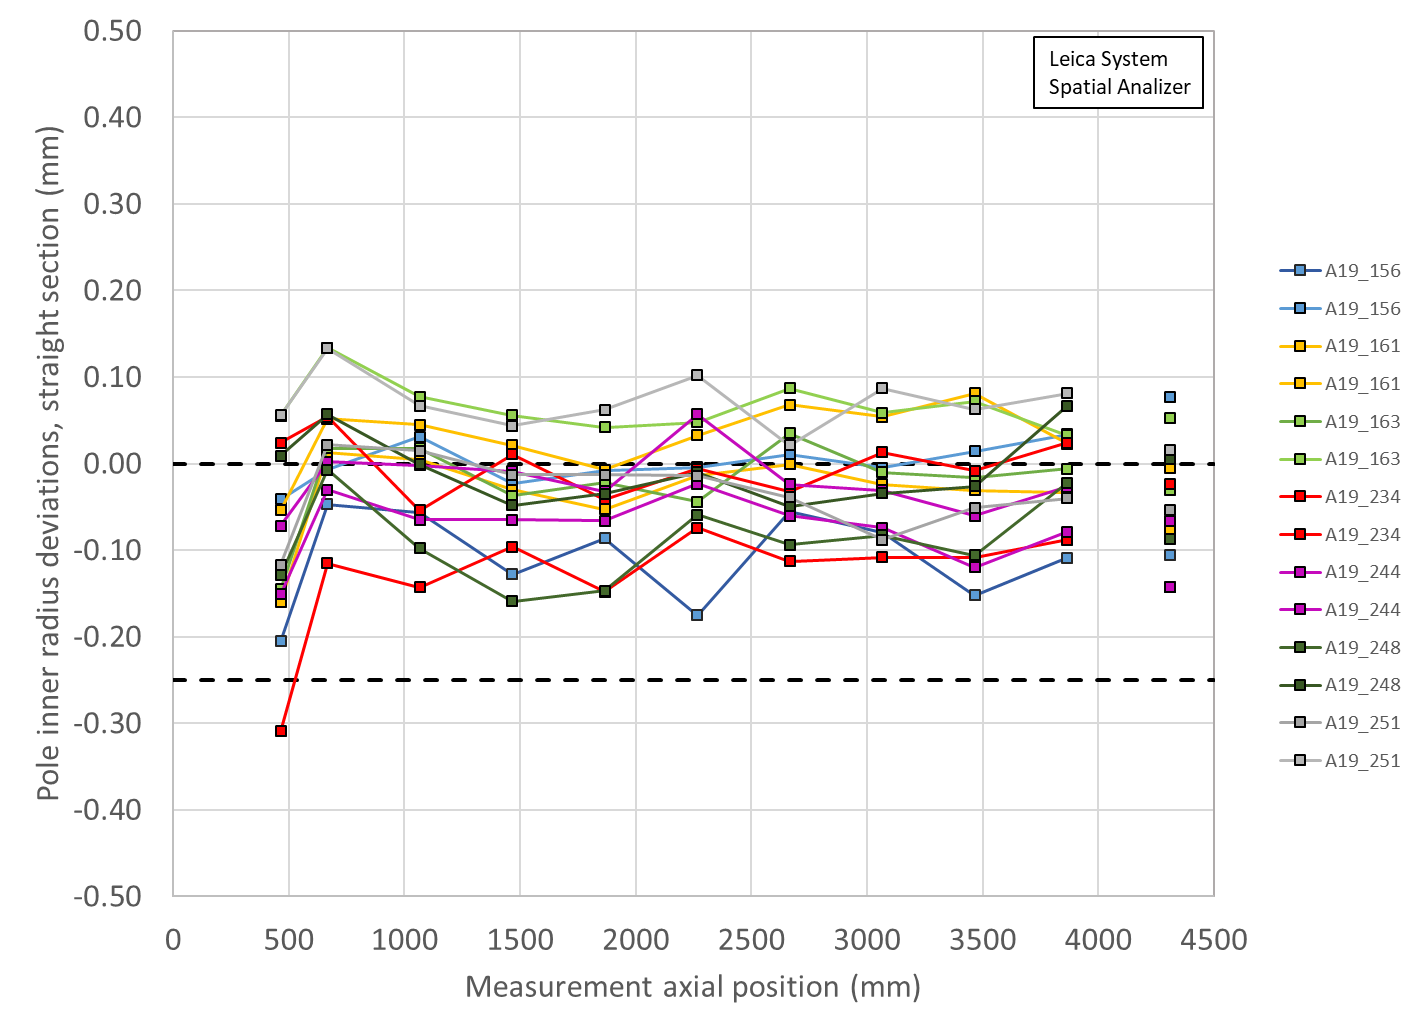 Leica System
Spatial Analizer
Pole inner radius deviations, straight section (mm)
0.50
0.40
0.30
0.20
0.10
0.00
-0.10
-0.20
-0.30
-0.40
-0.50
0 500 1000 1500 2000 2500 3000 3500 4000 4500
Measurement axial position (mm)
A19_156
A19_156
A19_161
A19_161
A19_163
A19_163
A19_234
A19_234
A19_244
A19_244
A19_248
A19_248
A19_251
A19_251